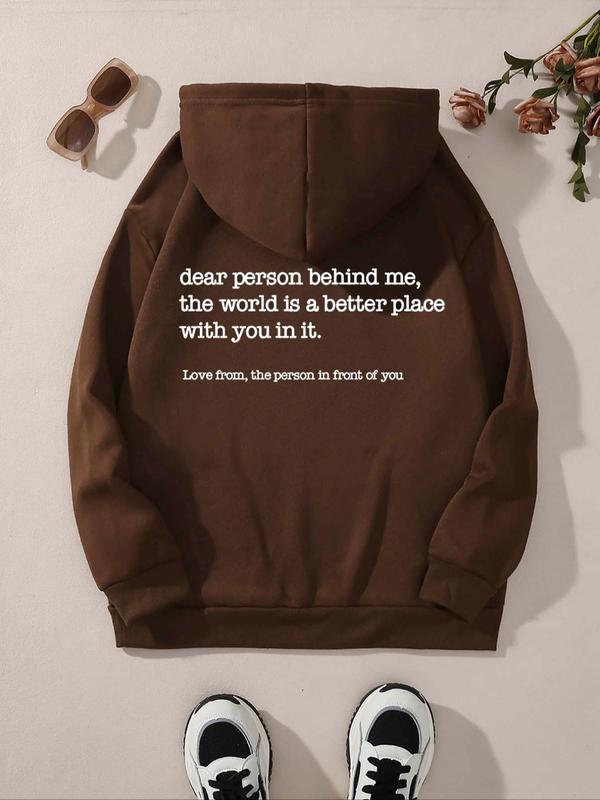 dear person behind me,
the world is a better place
with you in it.
Love from, the person in front of you